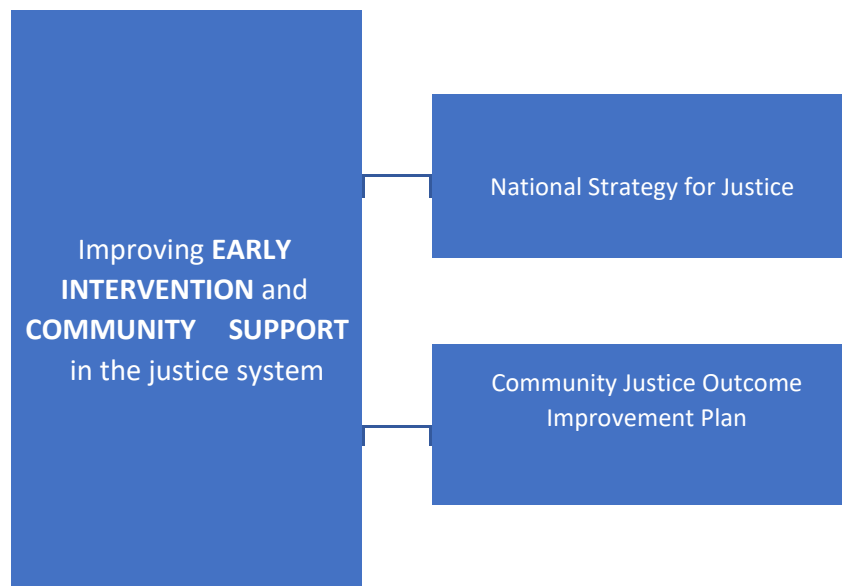 Improving EARLY
INTERVENTION and
COMMUNITY SUPPORT
in the justice system
National Strategy for Justice
Community Justice Outcome
Improvement Plan